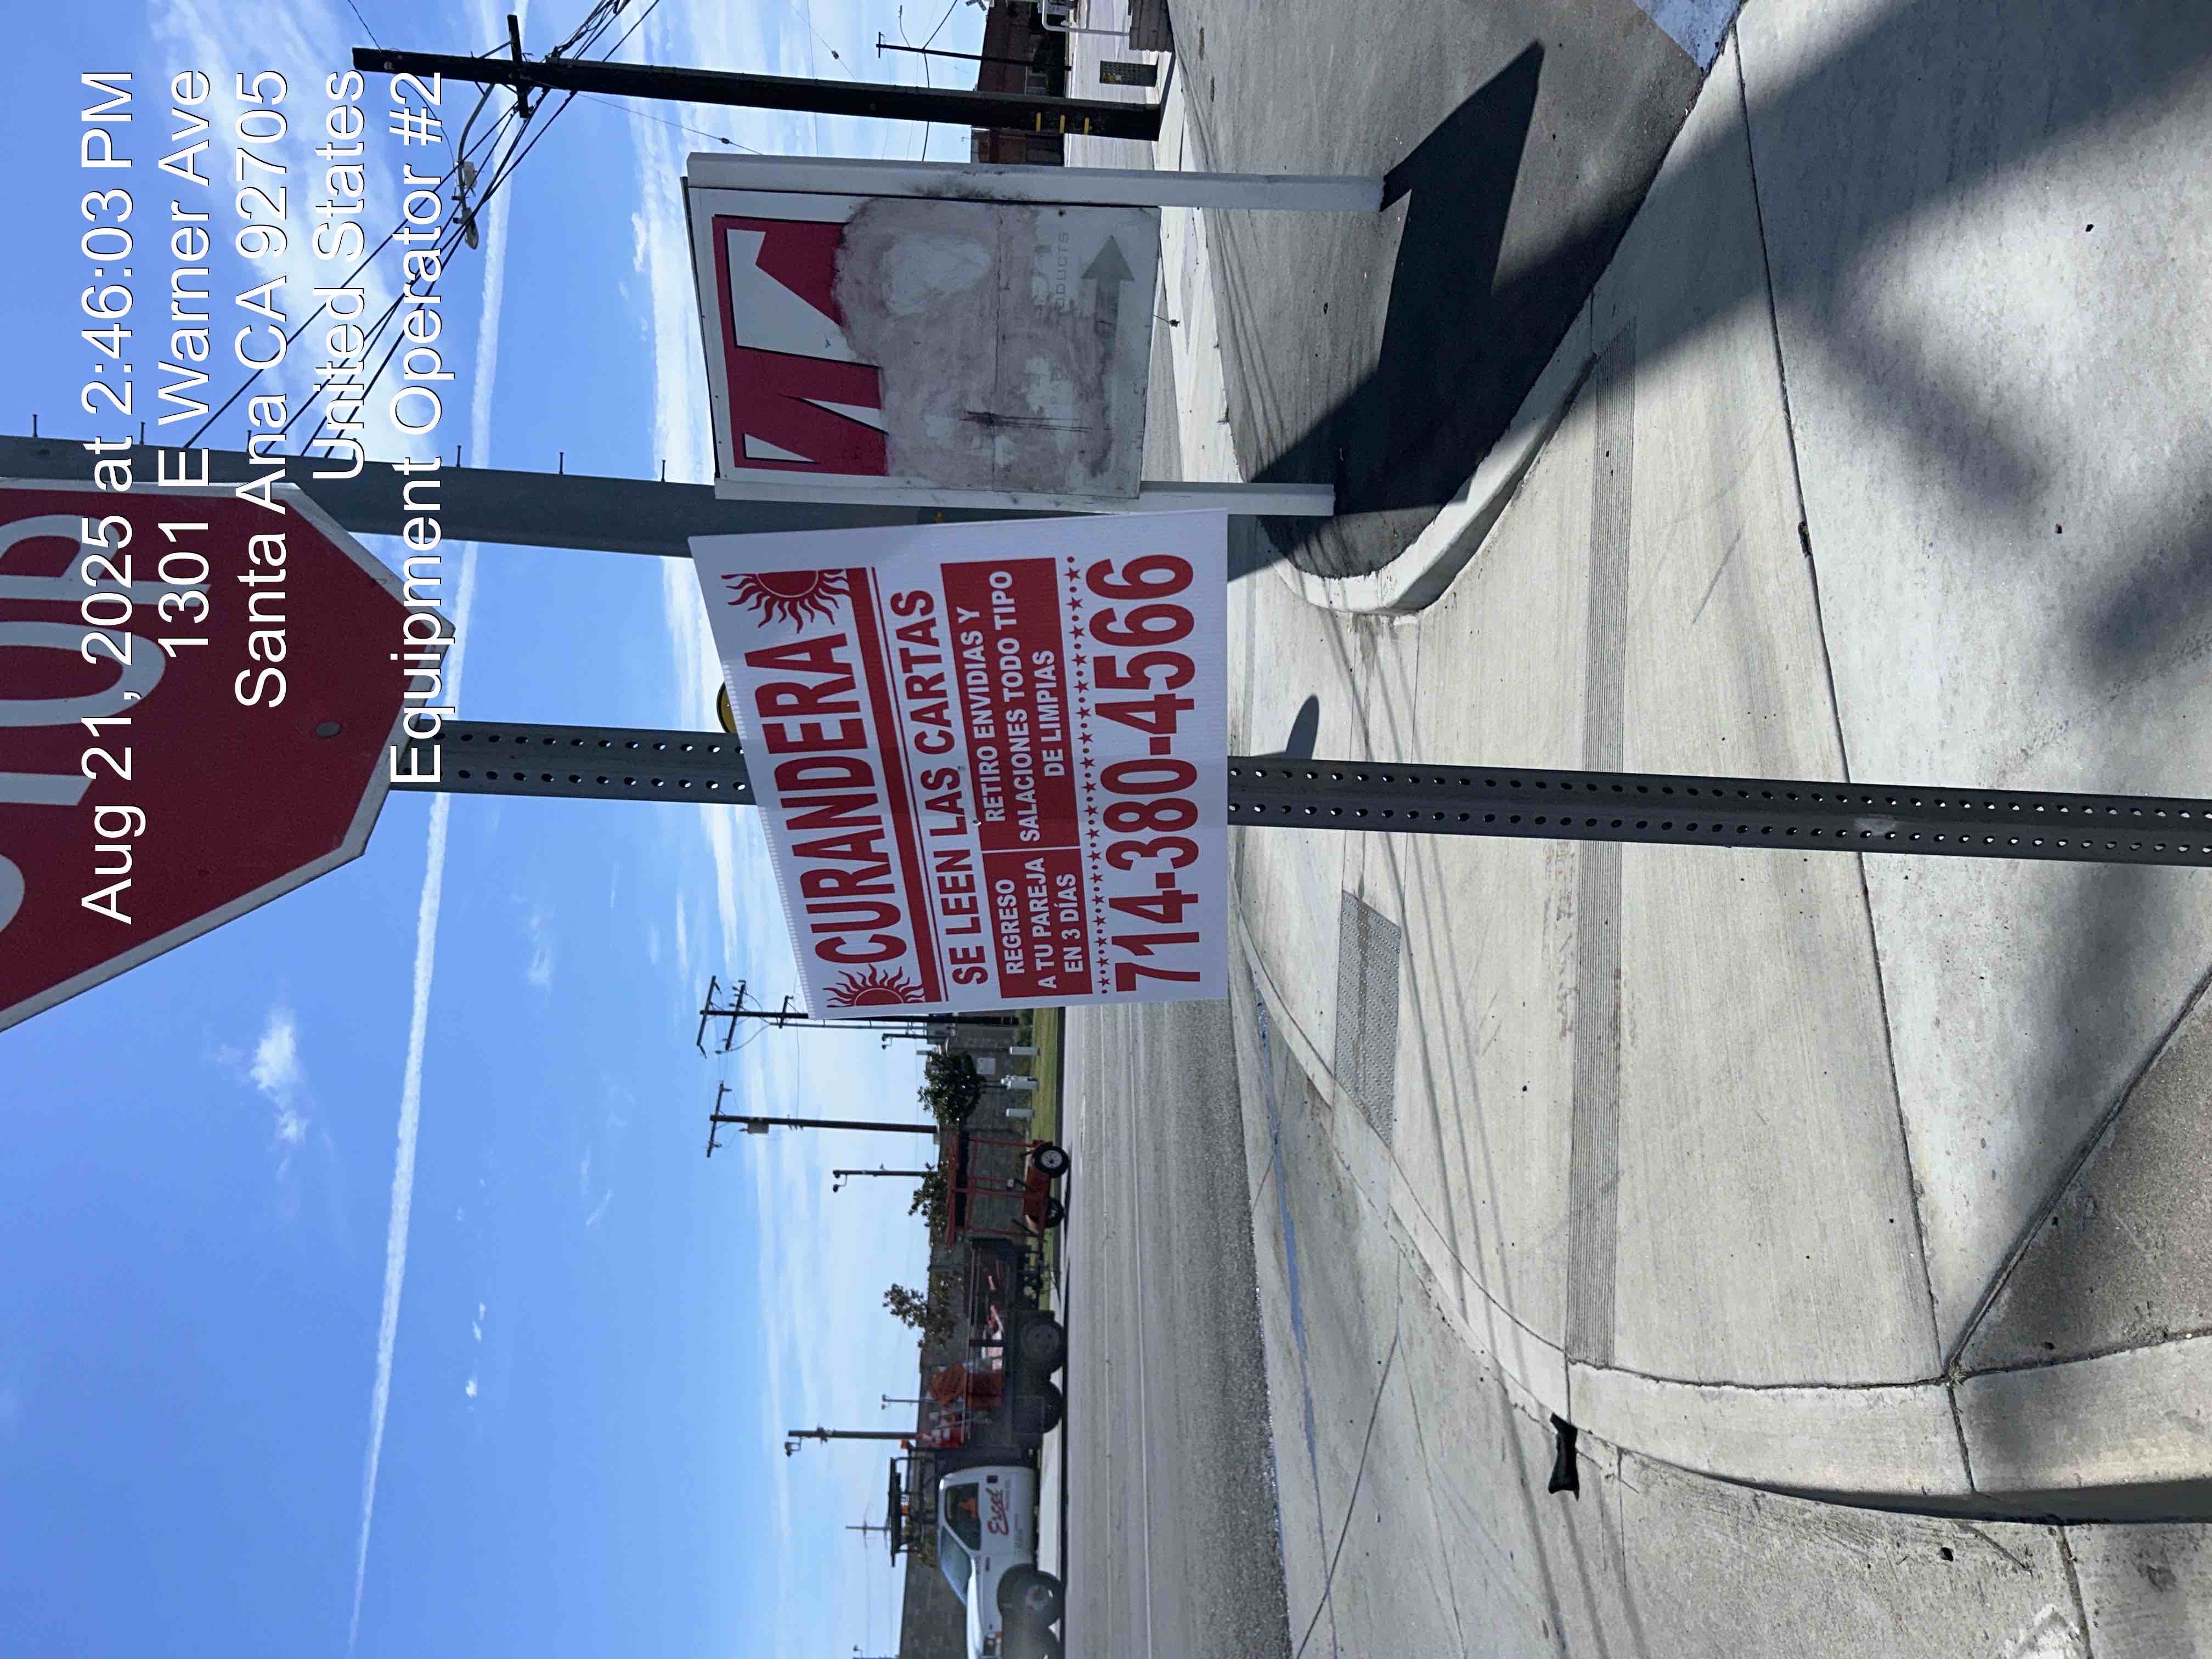 Aug 21, 2025 at 2:46:03 PM
1301 E Warner Ave
Santa Ana CA 92705
United States
Equipment Operator #2
STOP
CURANDERA
SE LEEN LAS CARTAS
REGRESO
A TU PAREJA
EN 3 DÍAS
RETIRO ENVIDIAS Y
SALACIONES TODO TIPO
DE LIMPIAS
714-380-4566
Excel